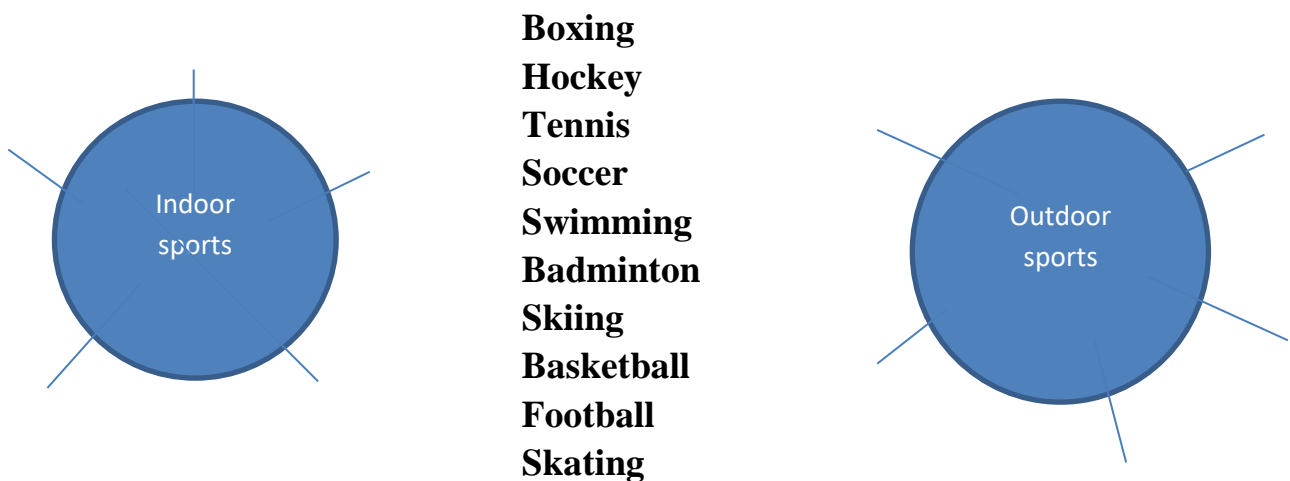 Indoor
sports
Boxing
Hockey
Tennis
Soccer
Swimming
Badminton
Skiing
Basketball
Football
Skating
Outdoor
sports